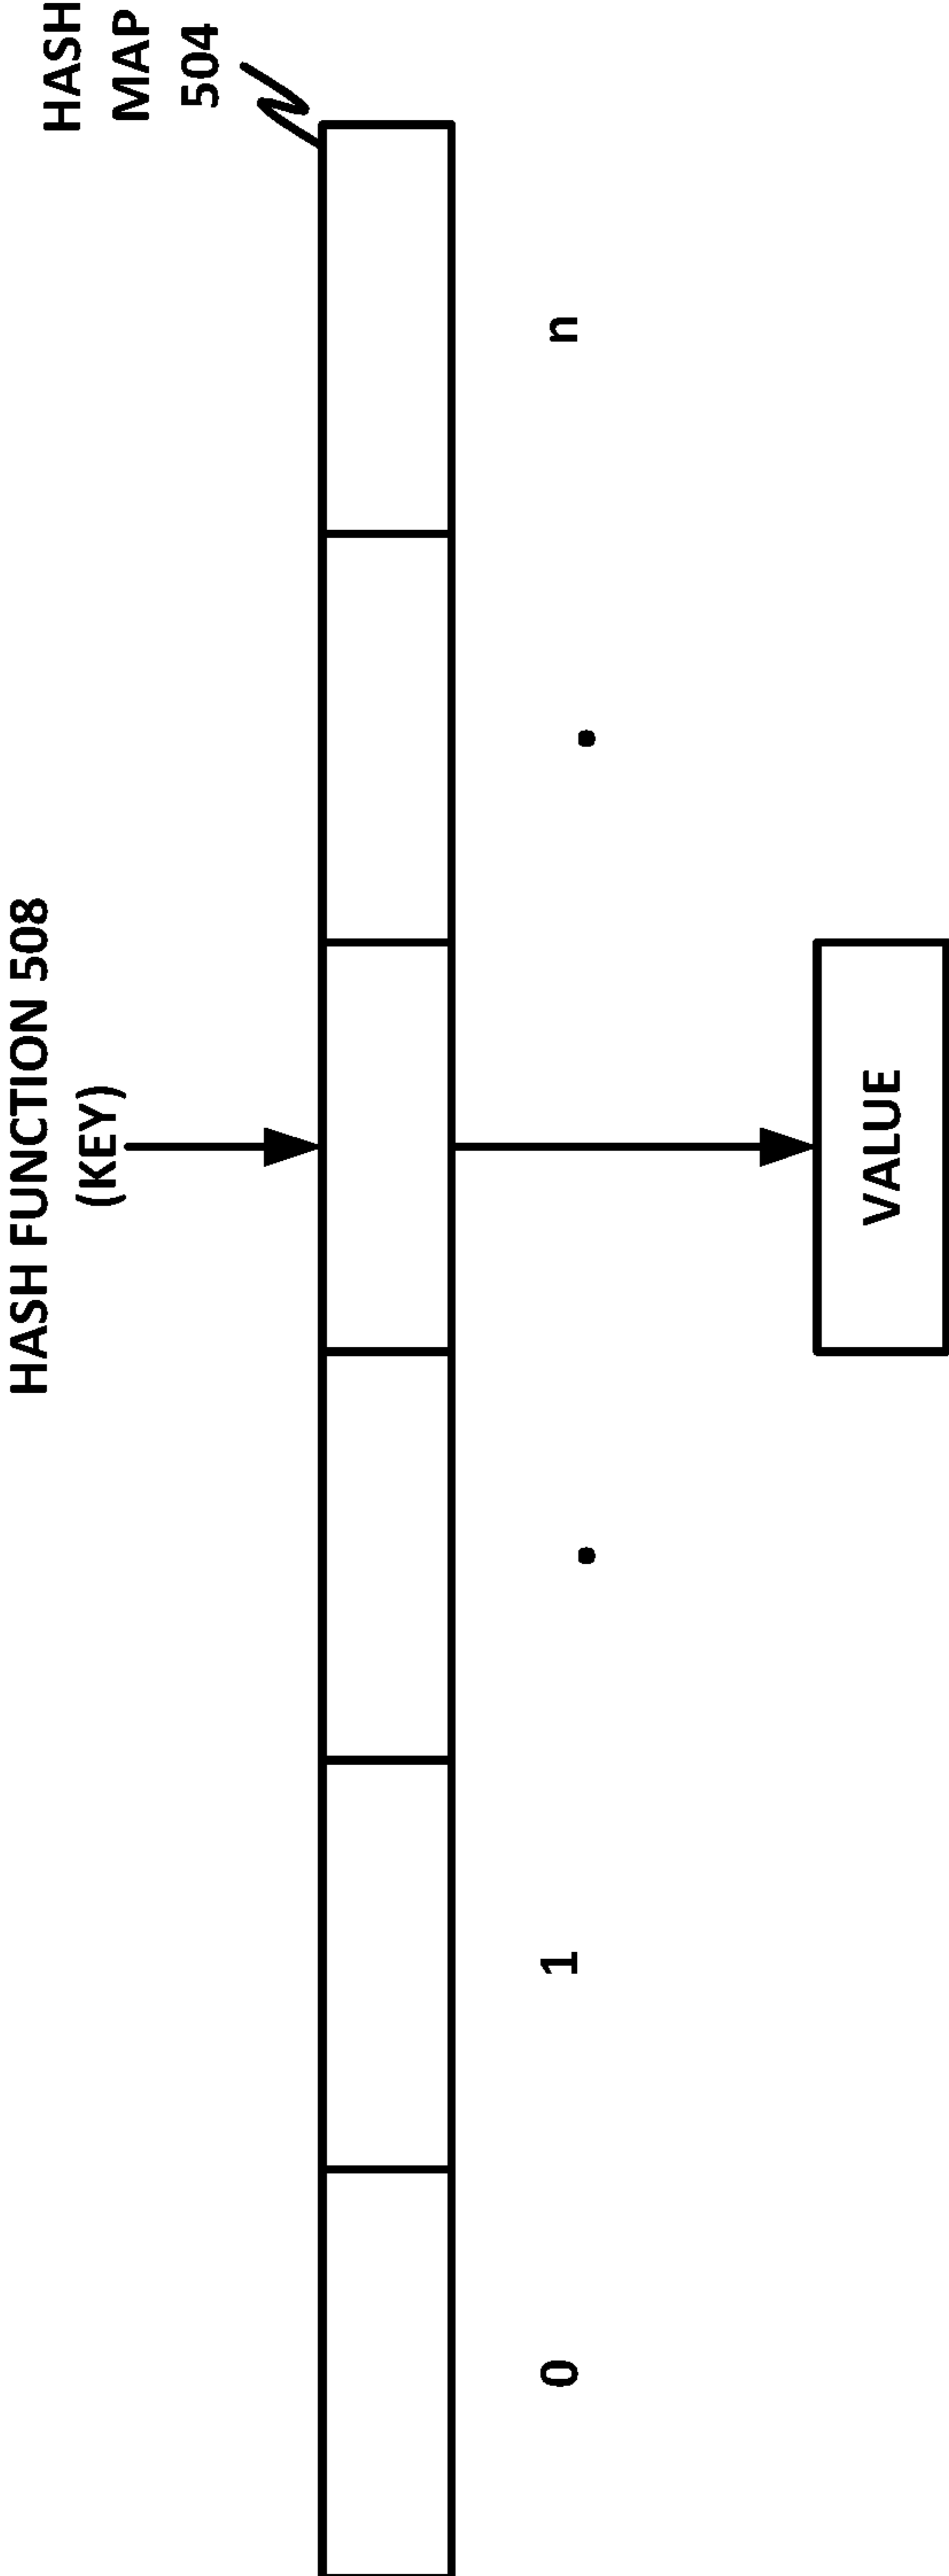 HASH FUNCTION 508
(KEY)
HASH
MAP
504
0
1
.
.
n
VALUE